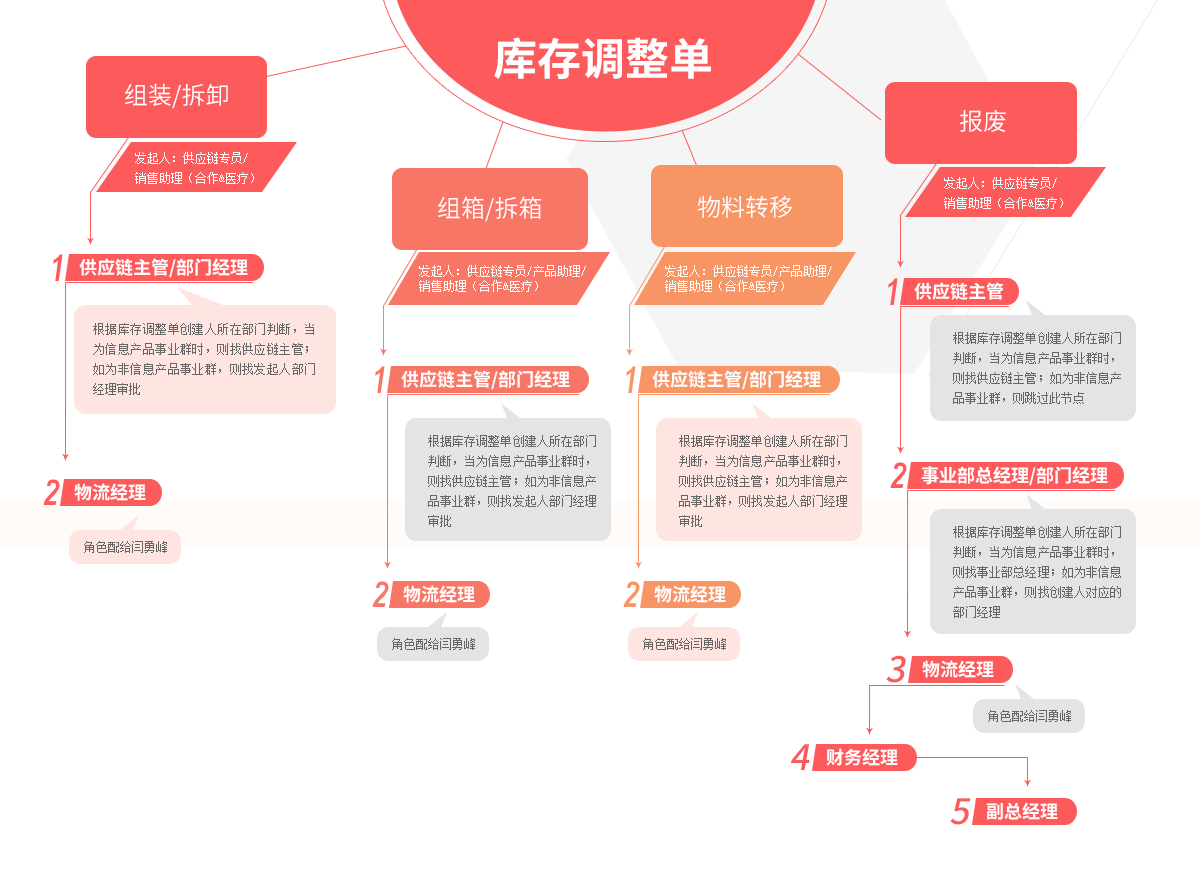 库存调整单
组装/拆卸
发起人：供应链专员/
销售助理（合作&医疗）
1 供应链主管/部门经理
根据库存调整单创建人所在部门判断，当
为信息产品事业群时，则找供应链主管；
如为非信息产品事业群，则找发起人部门
经理审批
2 物流经理
角色配给闫勇峰
组箱/拆箱
发起人：供应链专员/产品助理/
销售助理（合作&医疗）
1 供应链主管/部门经理
根据库存调整单创建人所在部门
判断，当为信息产品事业群时，
则找供应链主管；如为非信息产
品事业群，则找发起人部门经理
审批
2 物流经理
角色配给闫勇峰
物料转移
发起人：供应链专员/产品助理/
销售助理（合作&医疗）
1 供应链主管/部门经理
根据库存调整单创建人所在部门
判断，当为信息产品事业群时，
则找供应链主管；如为非信息产
品事业群，则找发起人部门经理
审批
2 物流经理
角色配给闫勇峰
报废
发起人：供应链专员/
销售助理（合作&医疗）
1 供应链主管
根据库存调整单创建人所在部门
判断，当为信息产品事业群时，
则找供应链主管；如为非信息产
品事业群，则跳过此节点
2 事业部总经理/部门经理
根据库存调整单创建人所在部门
判断，当为信息产品事业群时，
则找事业部总经理；如为非信息
产品事业群，则找创建人对应的
部门经理
3 物流经理
角色配给闫勇峰
4 财务经理
5 副总经理